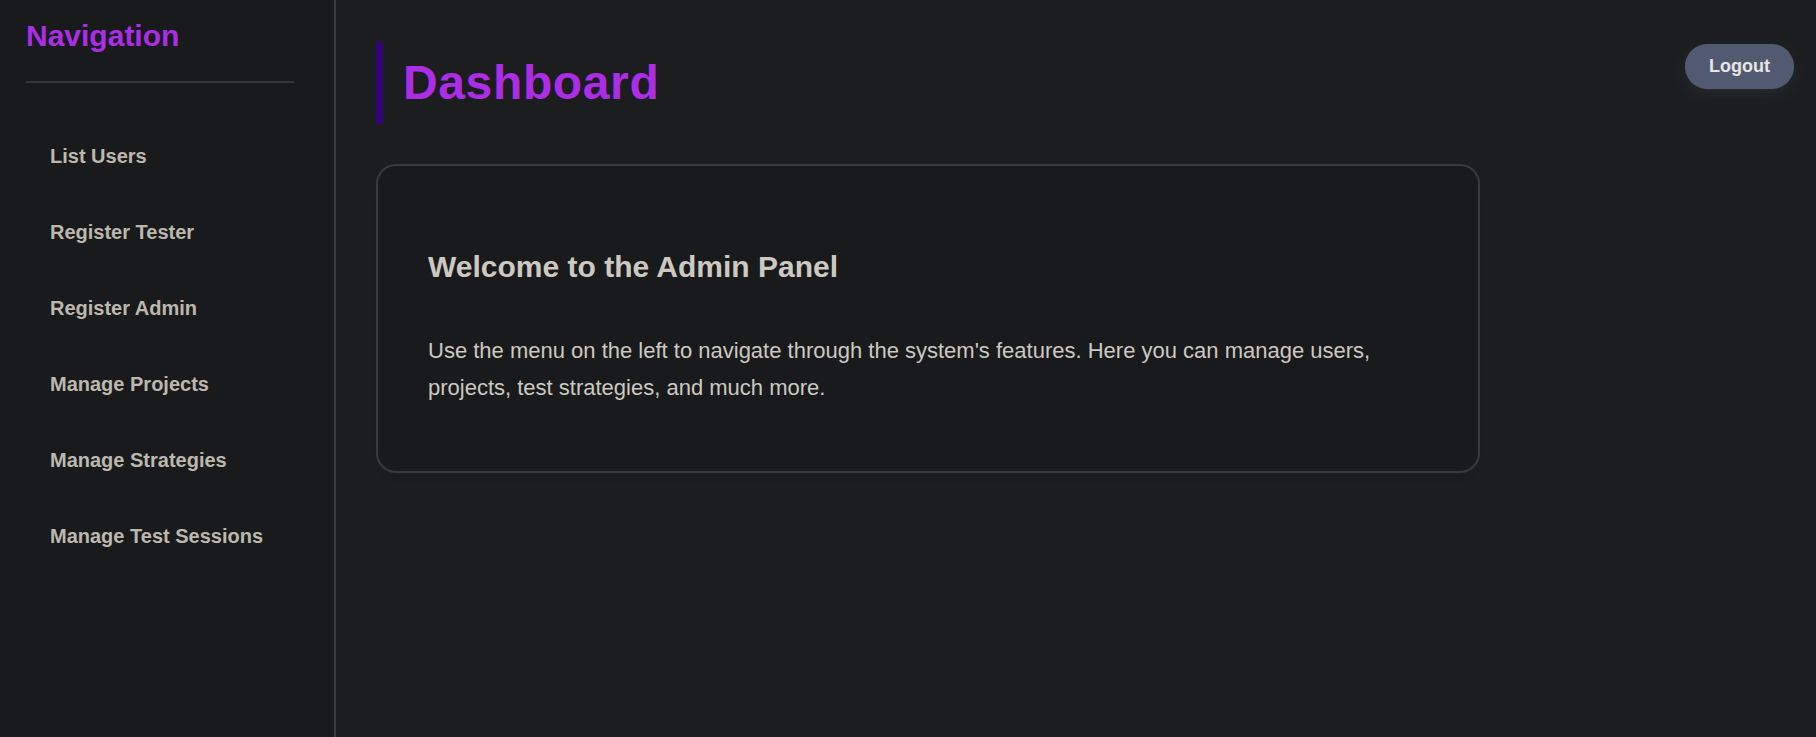 Navigation
List Users
Register Tester
Register Admin
Manage Projects
Manage Strategies
Manage Test Sessions
Dashboard
Logout
Welcome to the Admin Panel
Use the menu on the left to navigate through the system's features. Here you can manage users,
projects, test strategies, and much more.